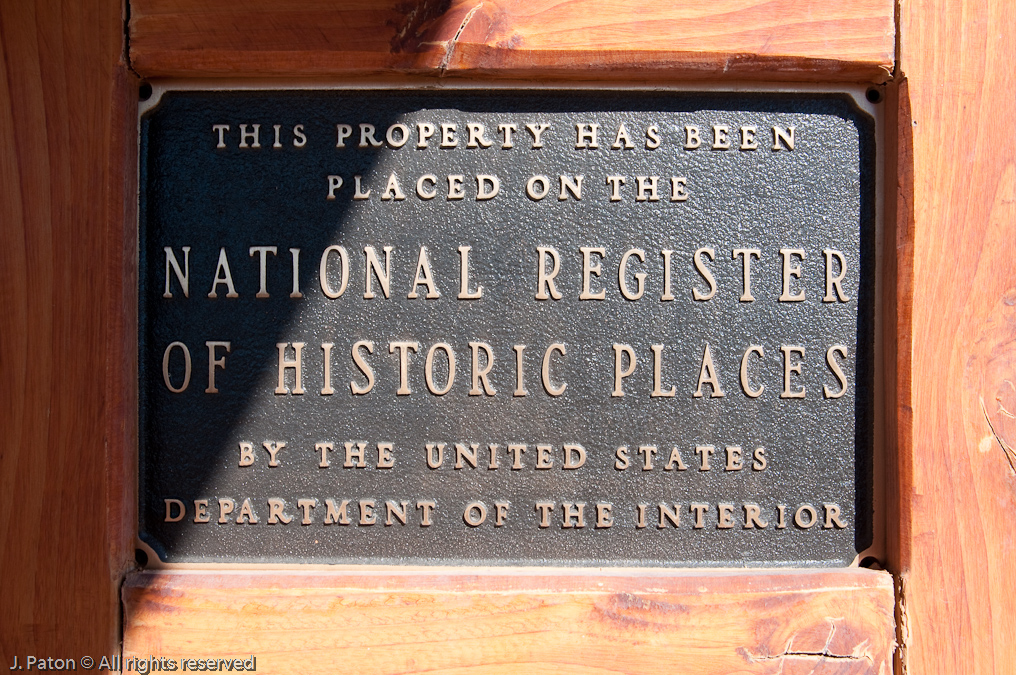 THIS PROPERTY HAS BEEN
PLACED ON THE
NATIONAL REGISTER
OF HISTORIC PLACES
BY THE UNITED STATES
DEPARTMENT OF THE INTERIOR
J. Paton © All rights reserved